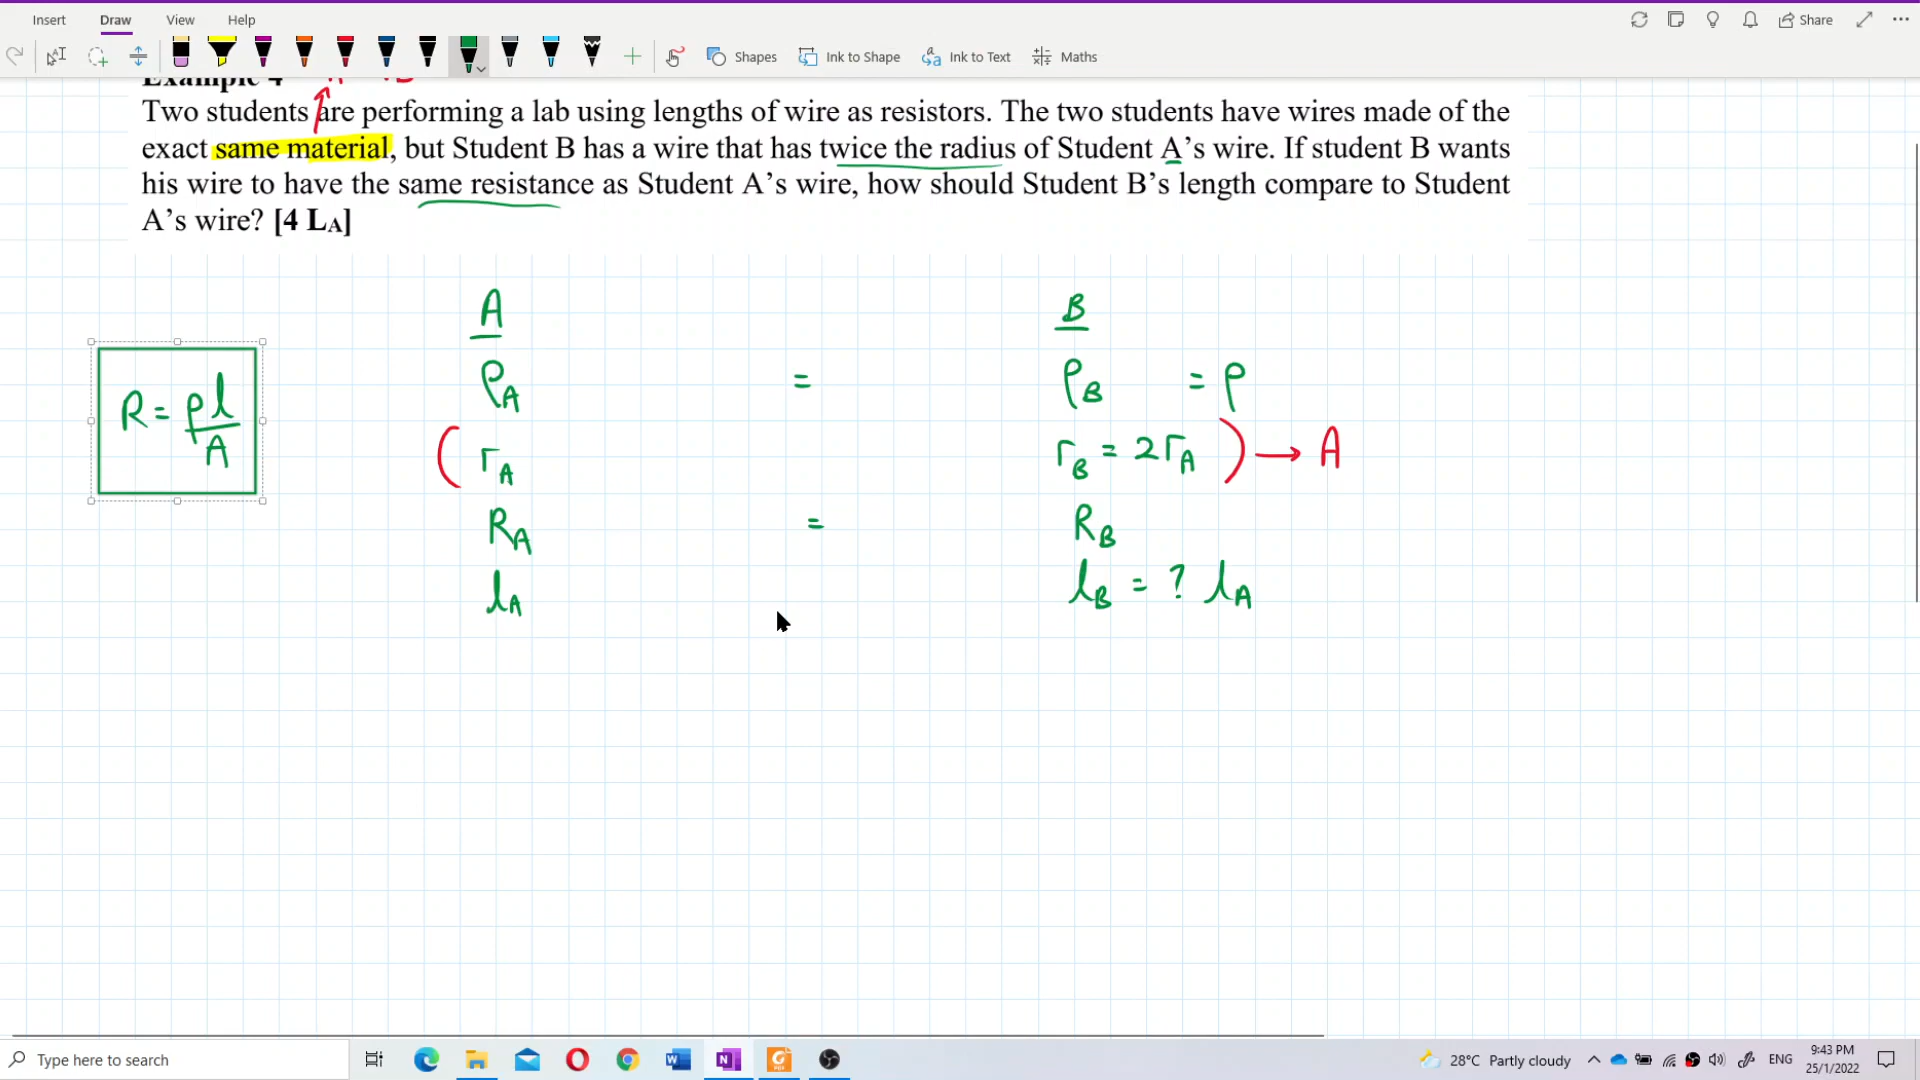 Insert Draw View Help Share
Shapes Ink to Shape Ink to Text Maths
Example 4
Two students are performing a lab using lengths of wire as resistors. The two students have wires made of the
exact same material, but Student B has a wire that has twice the radius of Student A's wire. If student B wants
his wire to have the same resistance as Student A's wire, how should Student B's length compare to Student
A's wire? [4 LA]
A B
R = ρl/A
ρA = ρB = ρ
( rA rB = 2rA ) → A
RA = RB
lA lB = ? lA
Type here to search 28°C Partly cloudy ENG 9:43 PM
25/1/2022